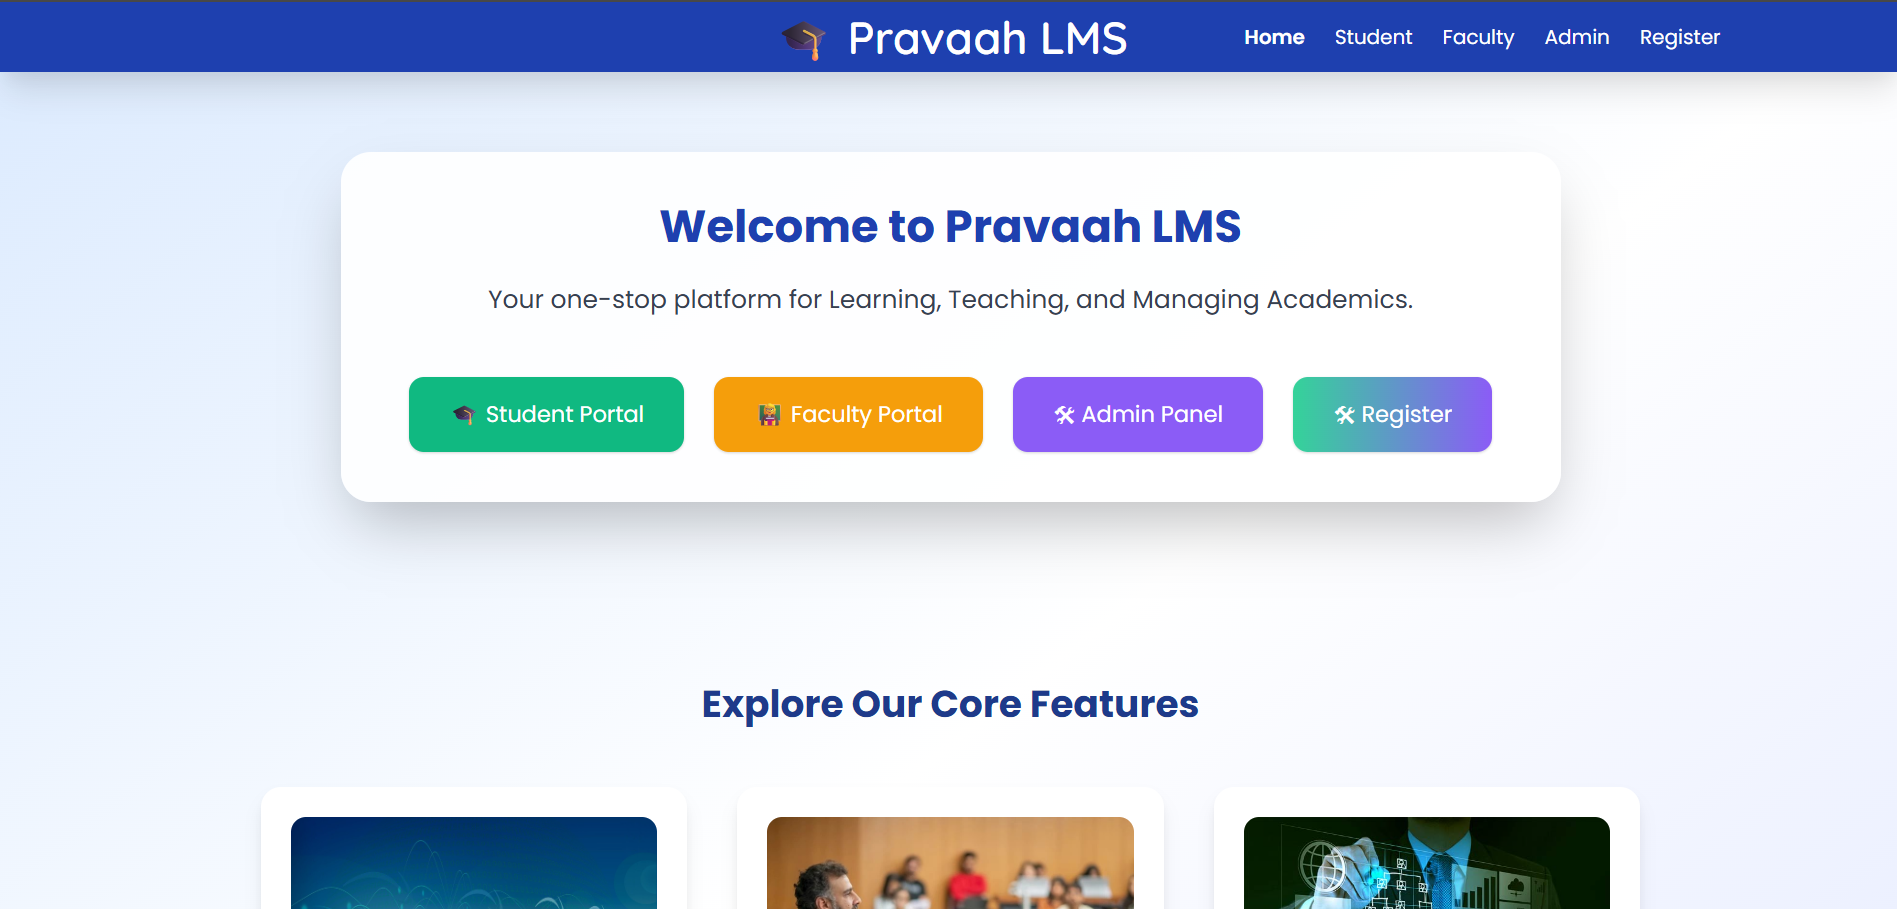 Pravaah LMS
Home Student Faculty Admin Register
Welcome to Pravaah LMS
Your one-stop platform for Learning, Teaching, and Managing Academics.
Student Portal Faculty Portal Admin Panel Register
Explore Our Core Features